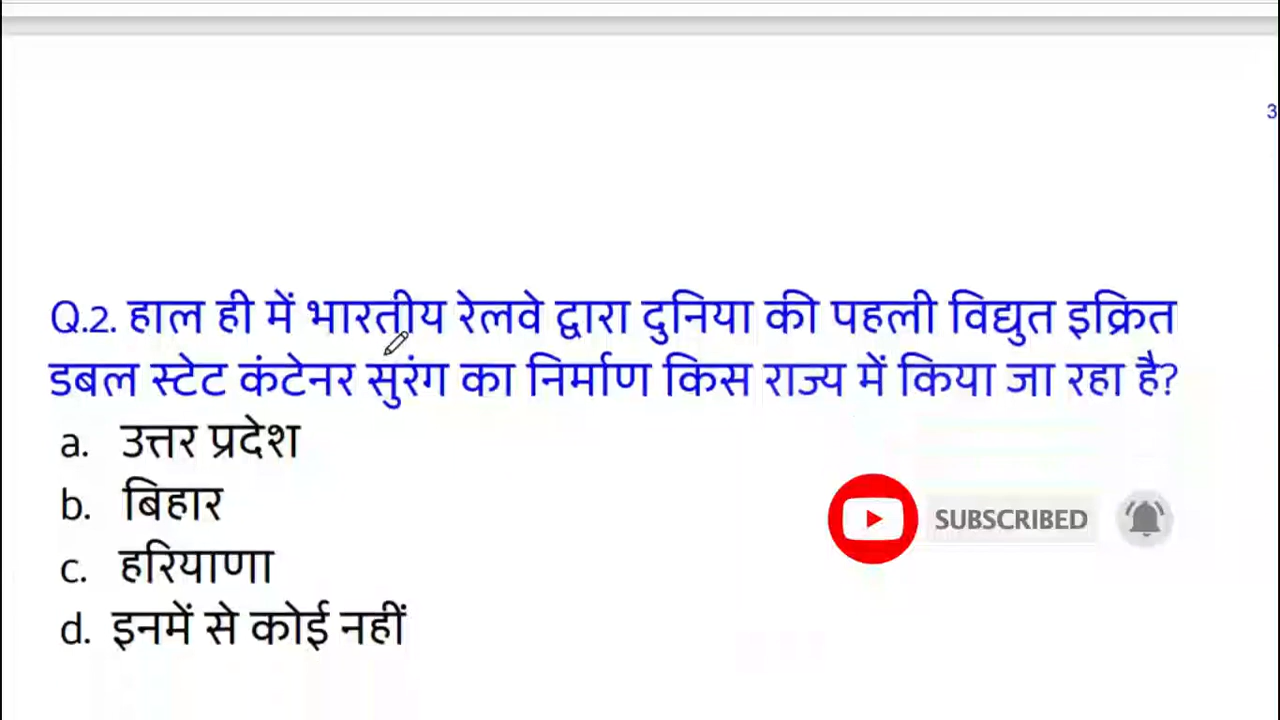 3
Q.2. हाल ही में भारतीय रेलवे द्वारा दुनिया की पहली विद्युत इक्रित
डबल स्टेट कंटेनर सुरंग का निर्माण किस राज्य में किया जा रहा है?
a. उत्तर प्रदेश
b. बिहार
c. हरियाणा
d. इनमें से कोई नहीं
SUBSCRIBED